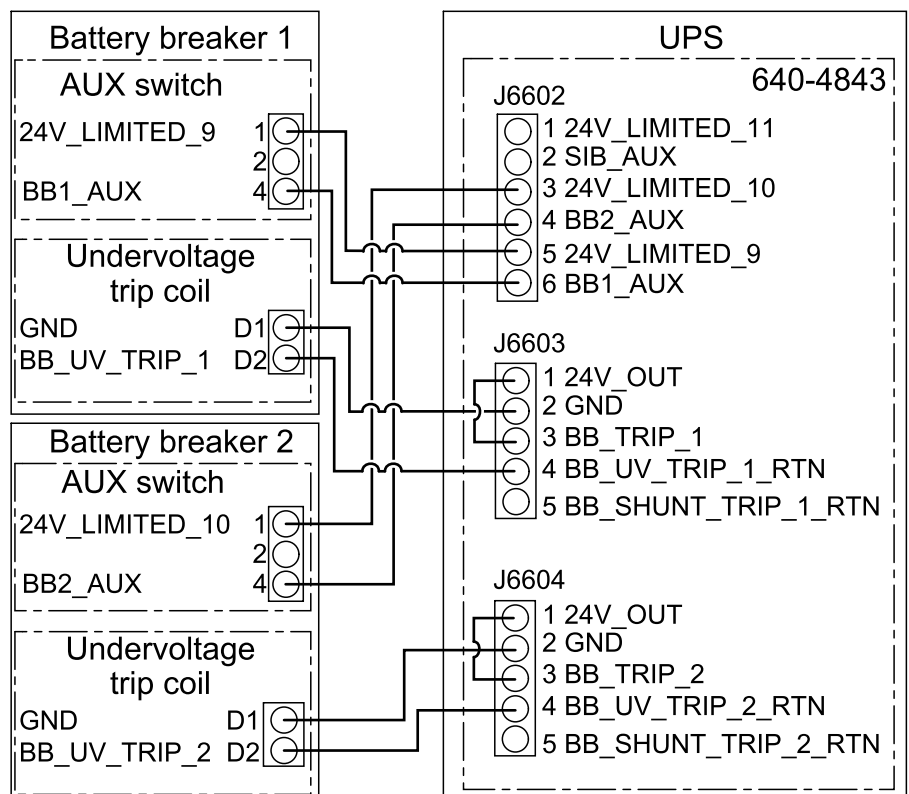 Battery breaker 1
AUX switch
24V_LIMITED_9 1
2
BB1_AUX 4
Undervoltage
trip coil
GND D1
BB_UV_TRIP_1 D2
Battery breaker 2
AUX switch
24V_LIMITED_10 1
2
BB2_AUX 4
Undervoltage
trip coil
GND D1
BB_UV_TRIP_2 D2
UPS
640-4843
J6602
1 24V_LIMITED_11
2 SIB_AUX
3 24V_LIMITED_10
4 BB2_AUX
5 24V_LIMITED_9
6 BB1_AUX
J6603
1 24V_OUT
2 GND
3 BB_TRIP_1
4 BB_UV_TRIP_1_RTN
5 BB_SHUNT_TRIP_1_RTN
J6604
1 24V_OUT
2 GND
3 BB_TRIP_2
4 BB_UV_TRIP_2_RTN
5 BB_SHUNT_TRIP_2_RTN